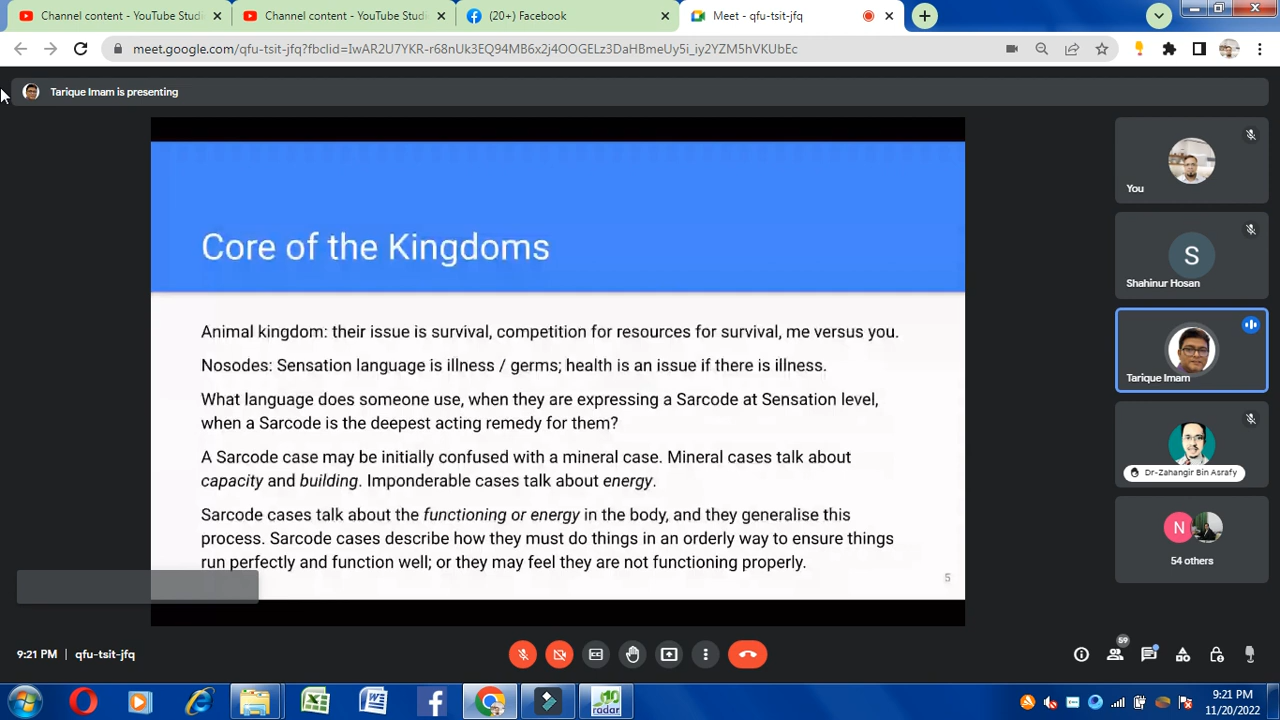 Channel content - YouTube Studi
Channel content - YouTube Studi
(20+) Facebook
Meet - qfu-tsit-jfq
meet.google.com/qfu-tsit-jfq?fbclid=IwAR2U7YKR-r68nUk3EQ94MB6x2j4OOGELz3DaHBmeUy5i_iy2YZM5hVKUbEc
Tarique Imam is presenting
Core of the Kingdoms
Animal kingdom: their issue is survival, competition for resources for survival, me versus you.
Nosodes: Sensation language is illness / germs; health is an issue if there is illness.
What language does someone use, when they are expressing a Sarcode at Sensation level,
when a Sarcode is the deepest acting remedy for them?
A Sarcode case may be initially confused with a mineral case. Mineral cases talk about
capacity and building. Imponderable cases talk about energy.
Sarcode cases talk about the functioning or energy in the body, and they generalise this
process. Sarcode cases describe how they must do things in an orderly way to ensure things
run perfectly and function well; or they may feel they are not functioning properly.
5
You
S
Shahinur Hosan
Tarique Imam
Dr-Zahangir Bin Asrafy
N
54 others
9:21 PM | qfu-tsit-jfq
59
radar
9:21 PM
11/20/2022